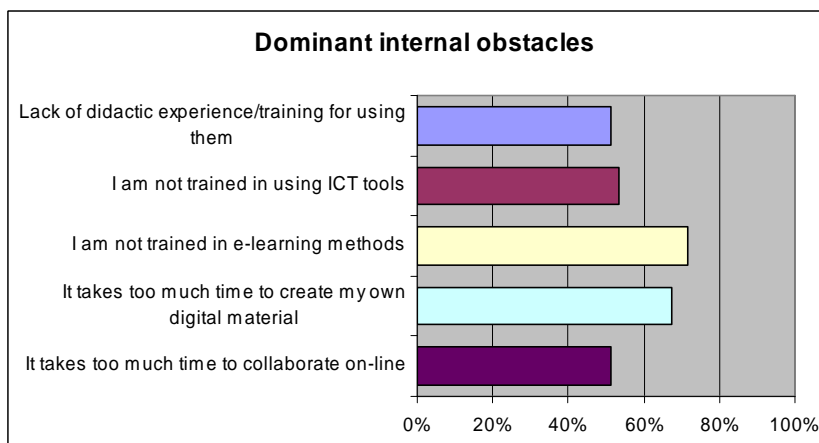 Dominant internal obstacles
Lack of didactic experience/training for using
them
I am not trained in using ICT tools
I am not trained in e-learning methods
It takes too much time to create my own
digital material
It takes too much time to collaborate on-line
0% 20% 40% 60% 80% 100%